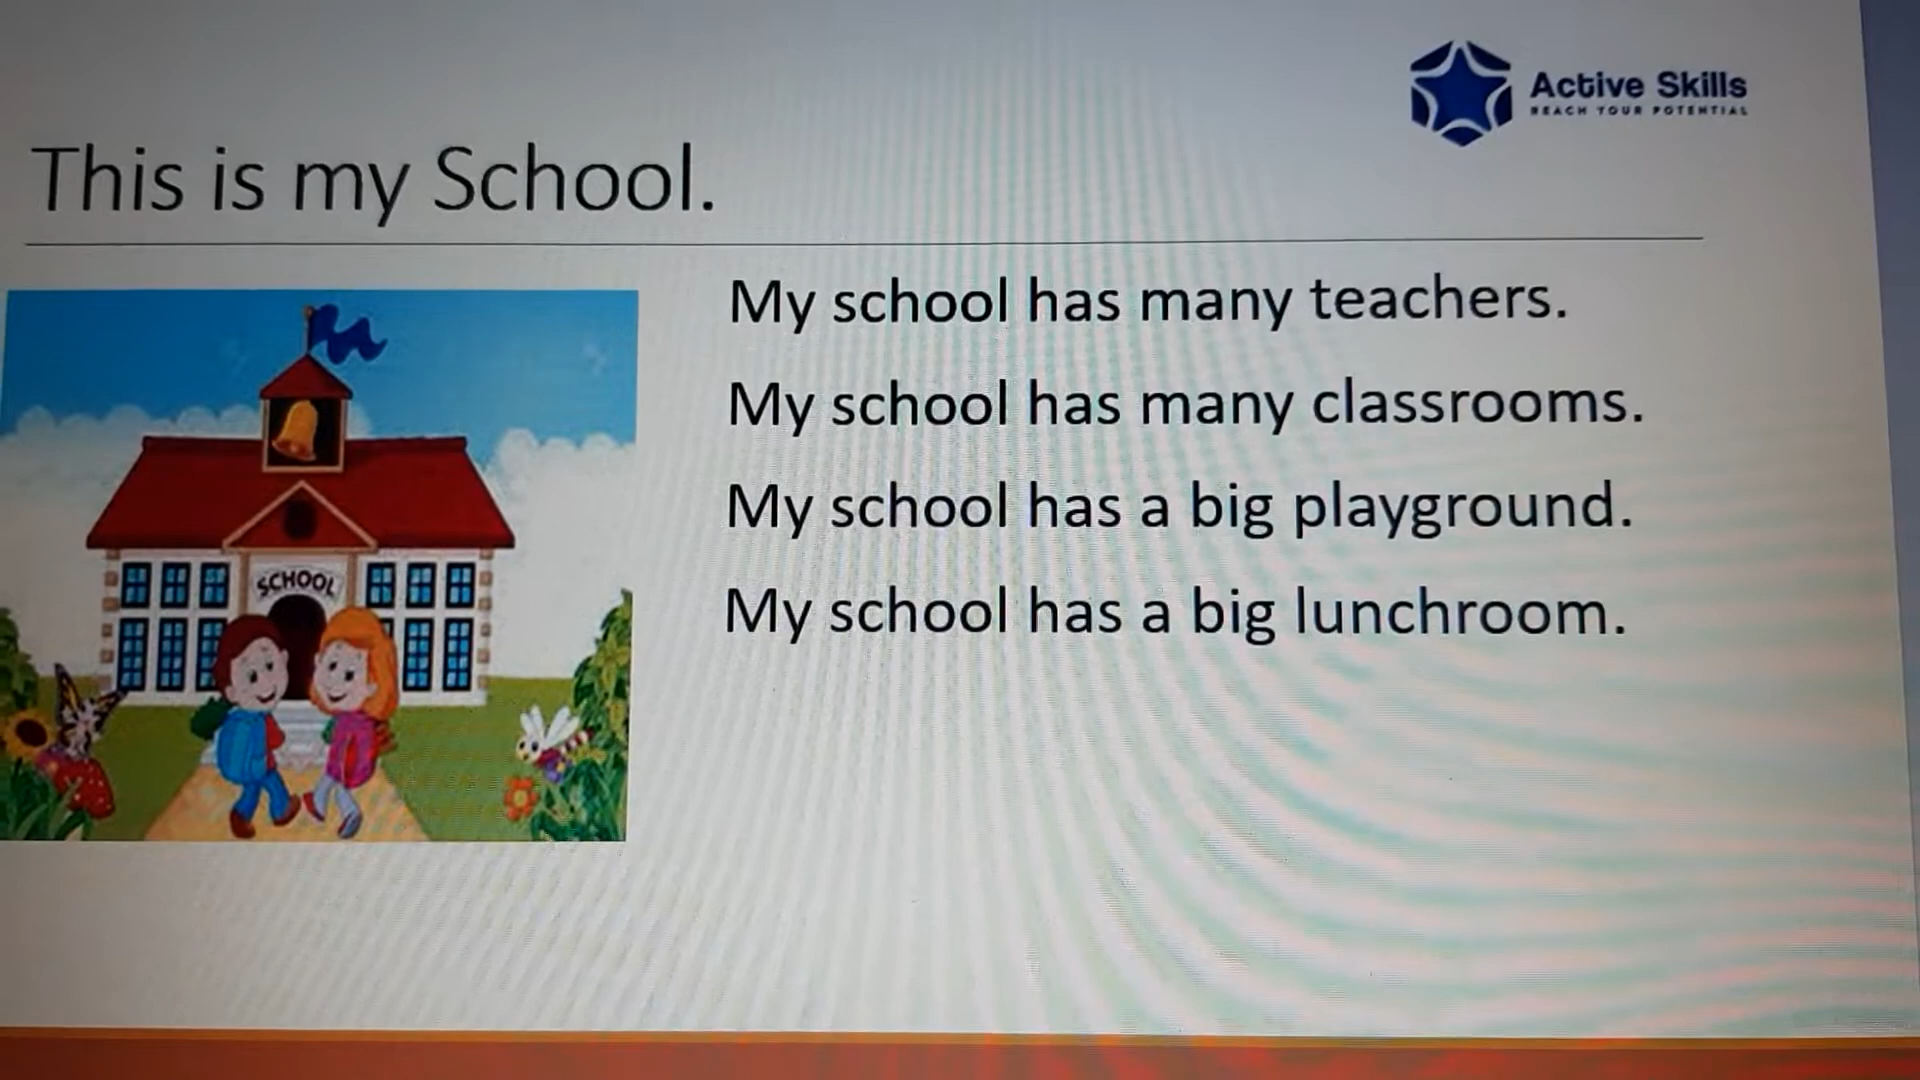 Active Skills
REACH YOUR POTENTIAL
This is my School.
My school has many teachers.
My school has many classrooms.
My school has a big playground.
My school has a big lunchroom.
SCHOOL